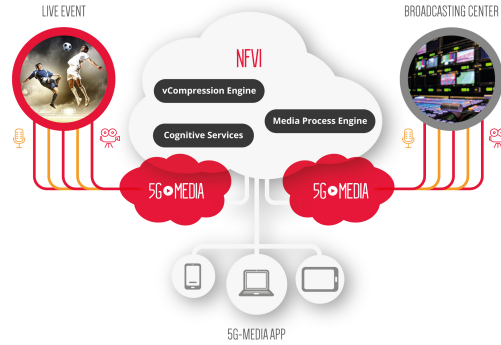 LIVE EVENT
BROADCASTING CENTER
NFVI
vCompression Engine
Media Process Engine
Cognitive Services
5G MEDIA
5G MEDIA
5G-MEDIA APP